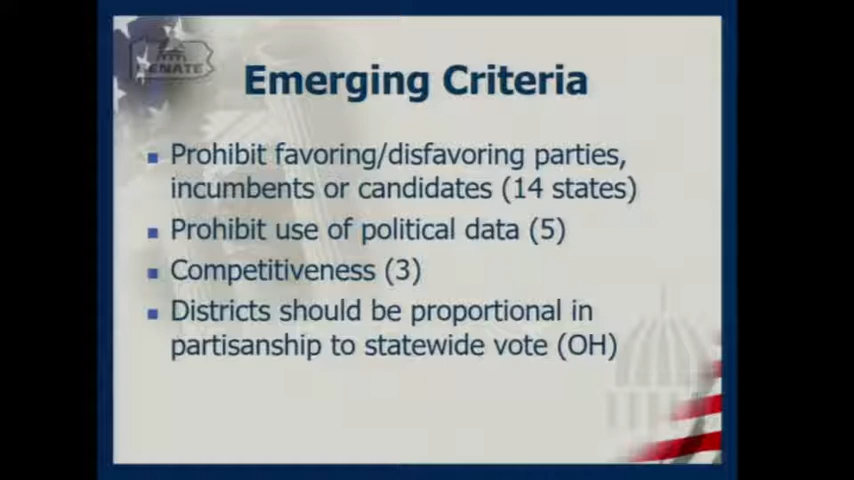 SENATE
Emerging Criteria
Prohibit favoring/disfavoring parties,
incumbents or candidates (14 states)
Prohibit use of political data (5)
Competitiveness (3)
Districts should be proportional in
partisanship to statewide vote (OH)